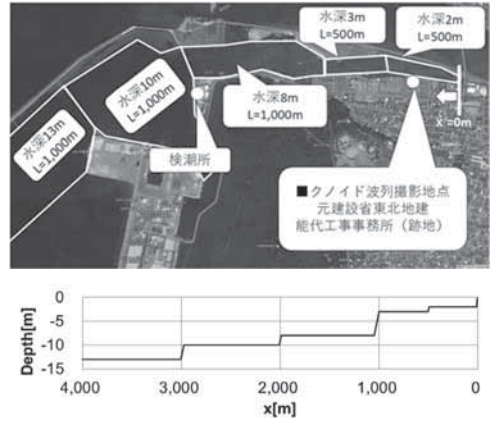 水深3m
L=500m
水深2m
L=500m
水深10m
L=1,000m
水深8m
L=1,000m
X =0m
水深13m
L=1,000m
検潮所
■クノイド波列撮影地点
元建設省東北地建
能代工事事務所（跡地）
0
-5
-10
-15
Depth[m]
4,000
3,000
2,000
1,000
0
x[m]